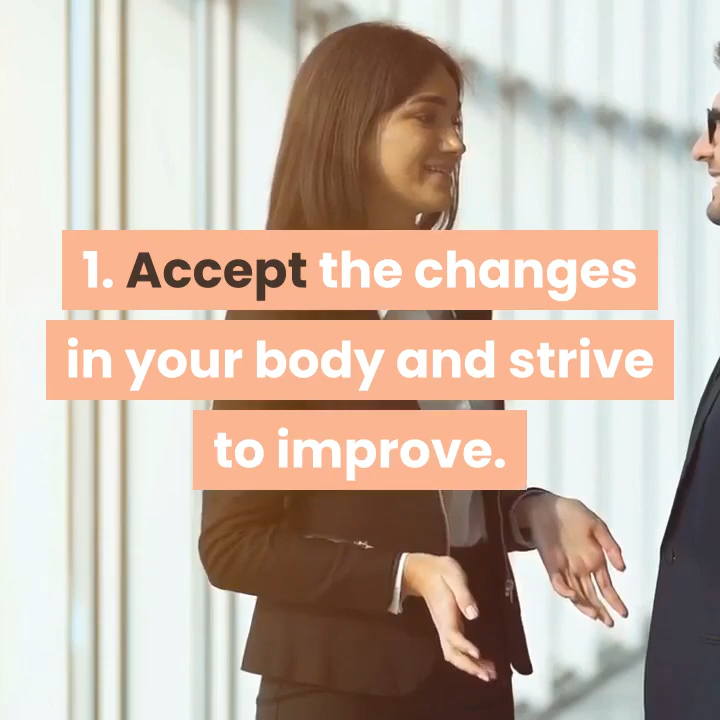 1. Accept the changes
in your body and strive
to improve.